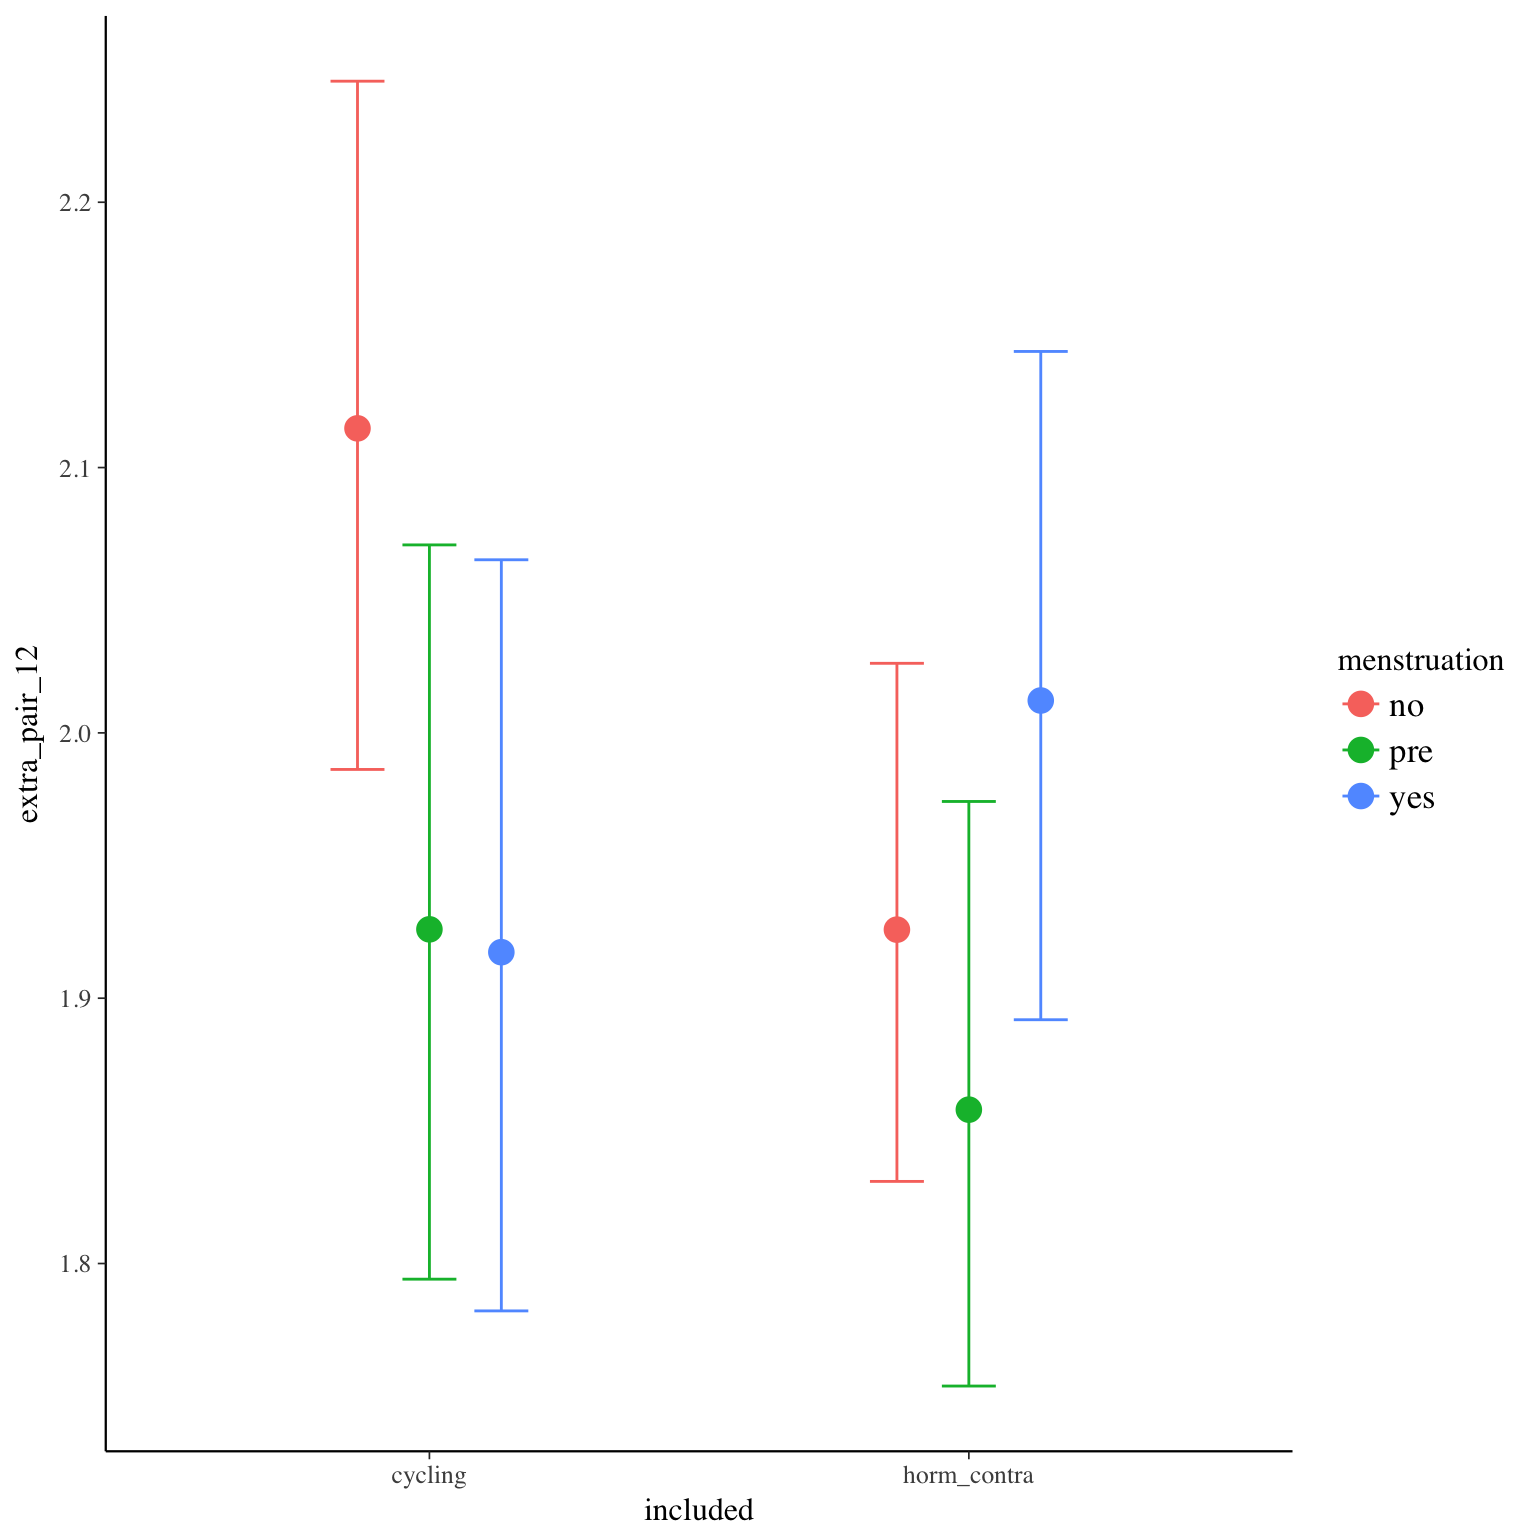 extra_pair_12
2.2
2.1
2.0
1.9
1.8
cycling
horm_contra
included
menstruation
no
pre
yes